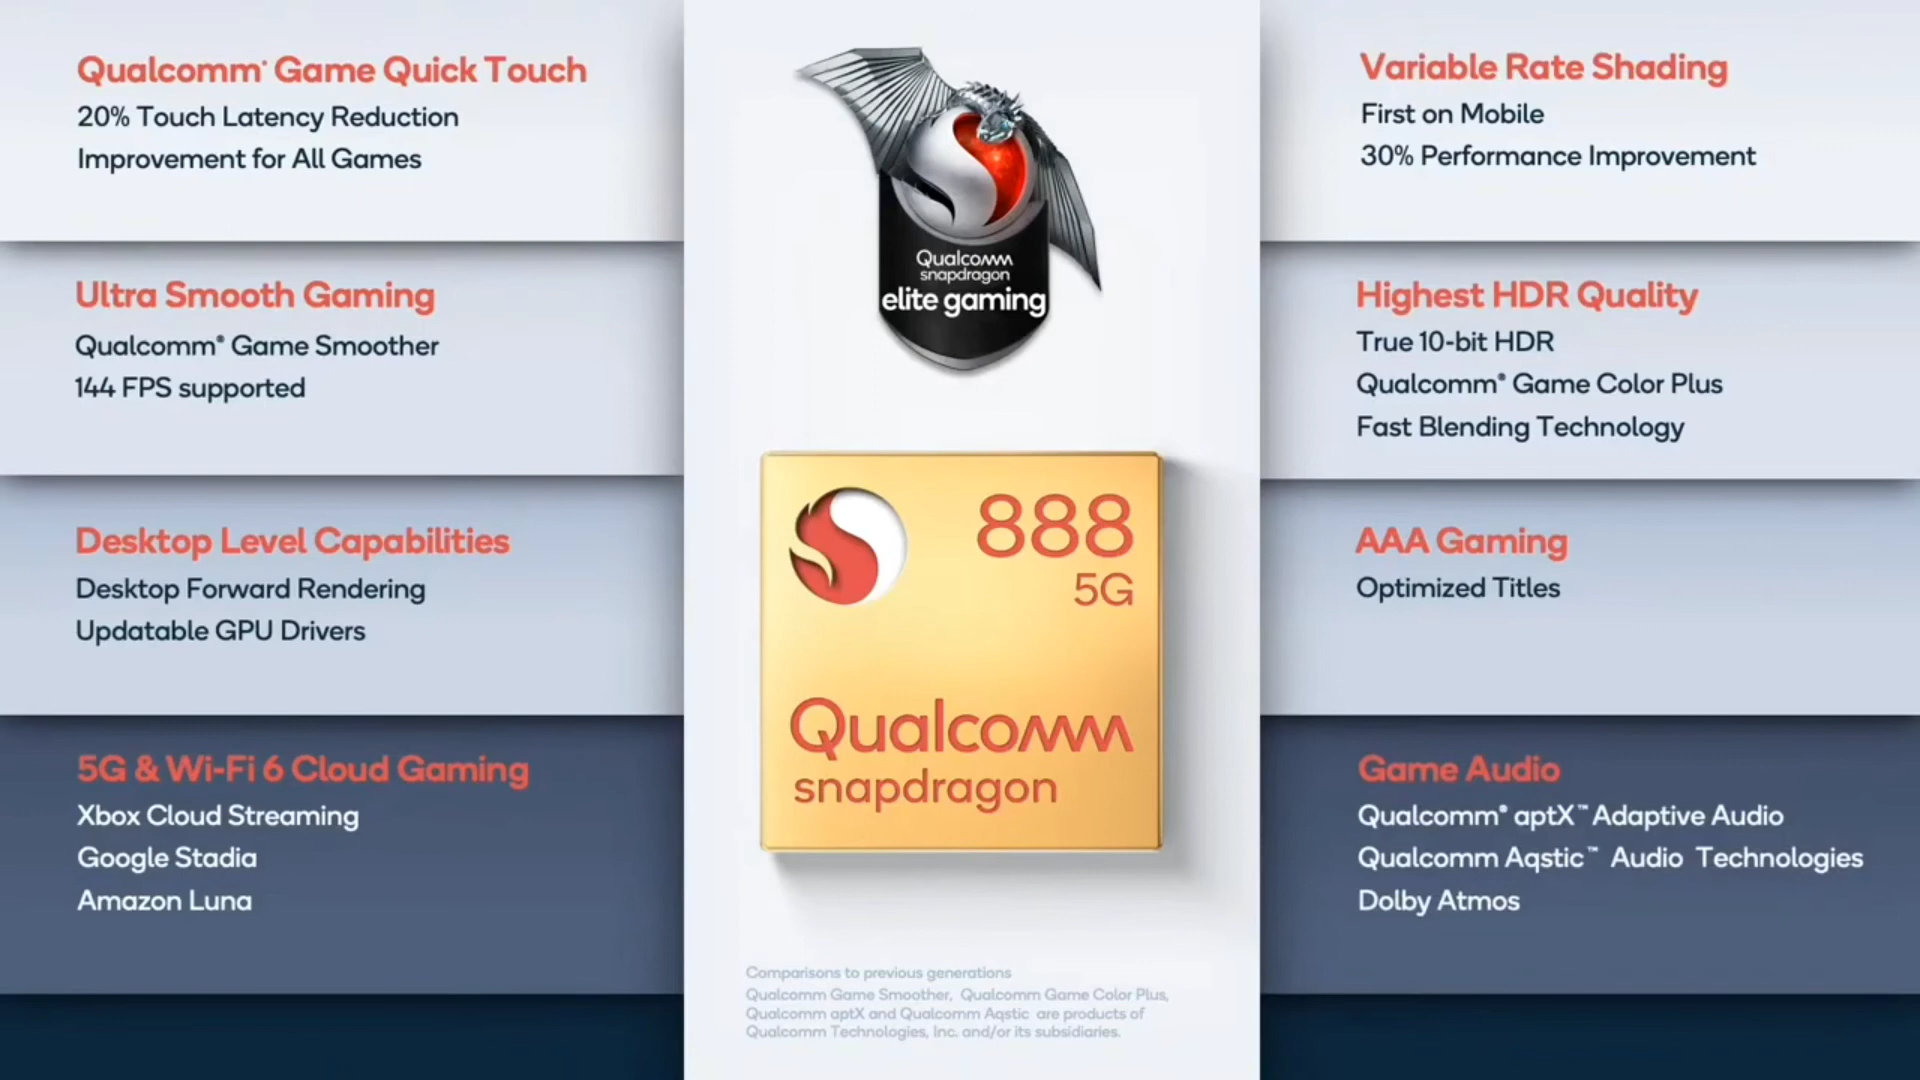 Qualcomm® Game Quick Touch
20% Touch Latency Reduction
Improvement for All Games
Ultra Smooth Gaming
Qualcomm® Game Smoother
144 FPS supported
Desktop Level Capabilities
Desktop Forward Rendering
Updatable GPU Drivers
5G & Wi-Fi 6 Cloud Gaming
Xbox Cloud Streaming
Google Stadia
Amazon Luna
Qualcomm
snapdragon
elite gaming
888
5G
Qualcomm
snapdragon
Comparisons to previous generations
Qualcomm Game Smoother, Qualcomm Game Color Plus,
Qualcomm aptX and Qualcomm Aqstic are products of
Qualcomm Technologies, Inc. and/or its subsidiaries.
Variable Rate Shading
First on Mobile
30% Performance Improvement
Highest HDR Quality
True 10-bit HDR
Qualcomm® Game Color Plus
Fast Blending Technology
AAA Gaming
Optimized Titles
Game Audio
Qualcomm® aptX™ Adaptive Audio
Qualcomm Aqstic™ Audio Technologies
Dolby Atmos